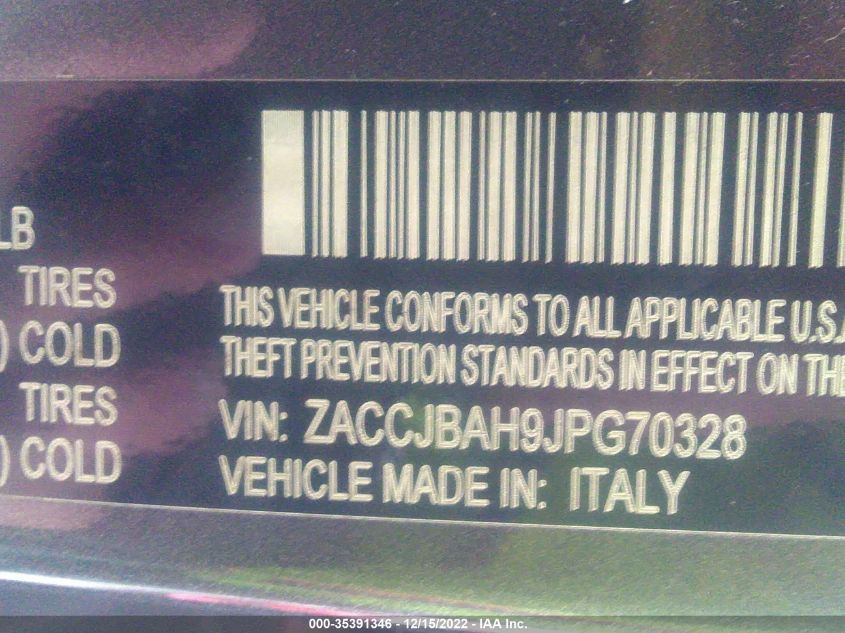 LB
TIRES
) COLD
TIRES
) COLD
THIS VEHICLE CONFORMS TO ALL APPLICABLE U.S.A
THEFT PREVENTION STANDARDS IN EFFECT ON THE
VIN: ZACCJBAH9JPG70328
VEHICLE MADE IN: ITALY
000-35391346 - 12/15/2022 - IAA Inc.